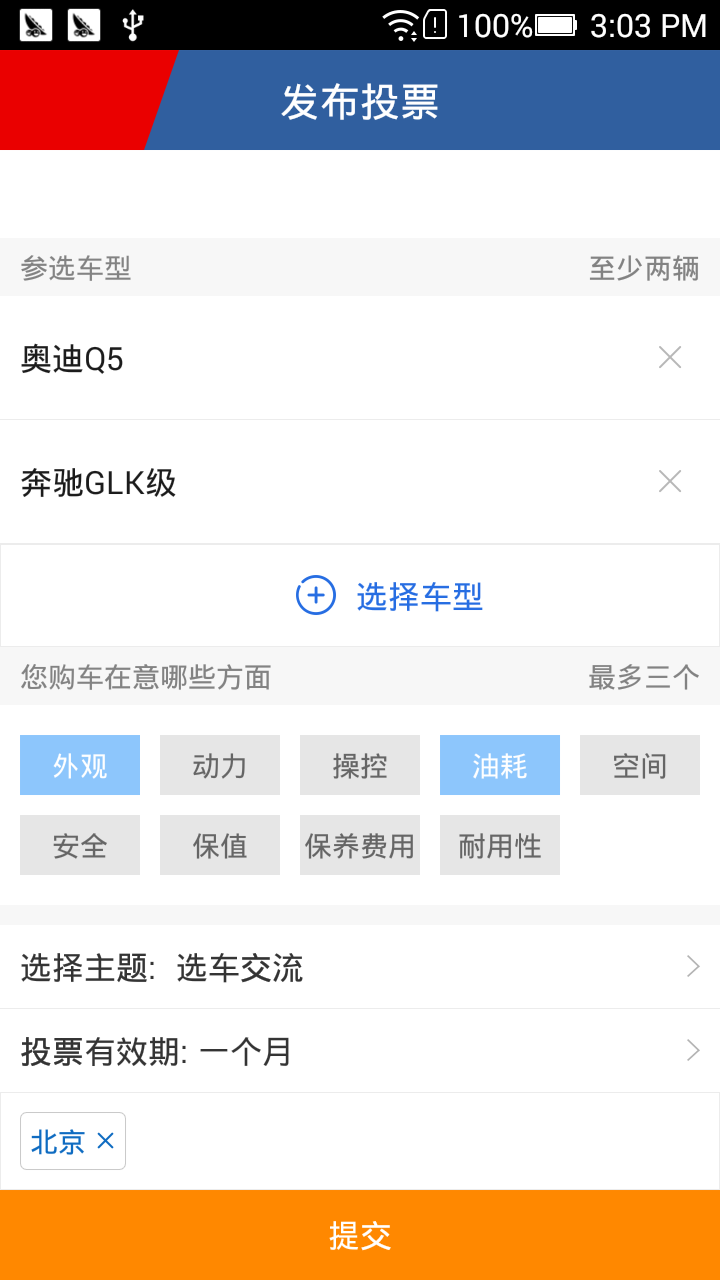 100% 3:03 PM
发布投票
参选车型 至少两辆
奥迪Q5
奔驰GLK级
选择车型
您购车在意哪些方面 最多三个
外观 动力 操控 油耗 空间
安全 保值 保养费用 耐用性
选择主题: 选车交流
投票有效期: 一个月
北京
提交